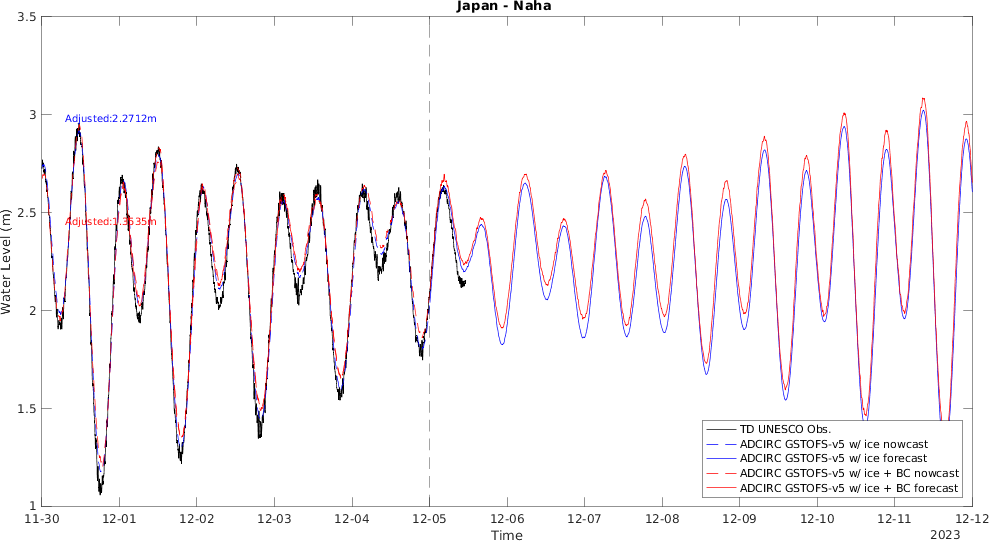 Japan - Naha
3.5
3
2.5
2
1.5
1
Water Level (m)
Adjusted:2.2712m
Adjusted:1.3535m
TD UNESCO Obs.
ADCIRC GSTOFS-v5 w/ ice nowcast
ADCIRC GSTOFS-v5 w/ ice forecast
ADCIRC GSTOFS-v5 w/ ice + BC nowcast
ADCIRC GSTOFS-v5 w/ ice + BC forecast
11-30 12-01 12-02 12-03 12-04 12-05 12-06 12-07 12-08 12-09 12-10 12-11 12-12
Time
2023